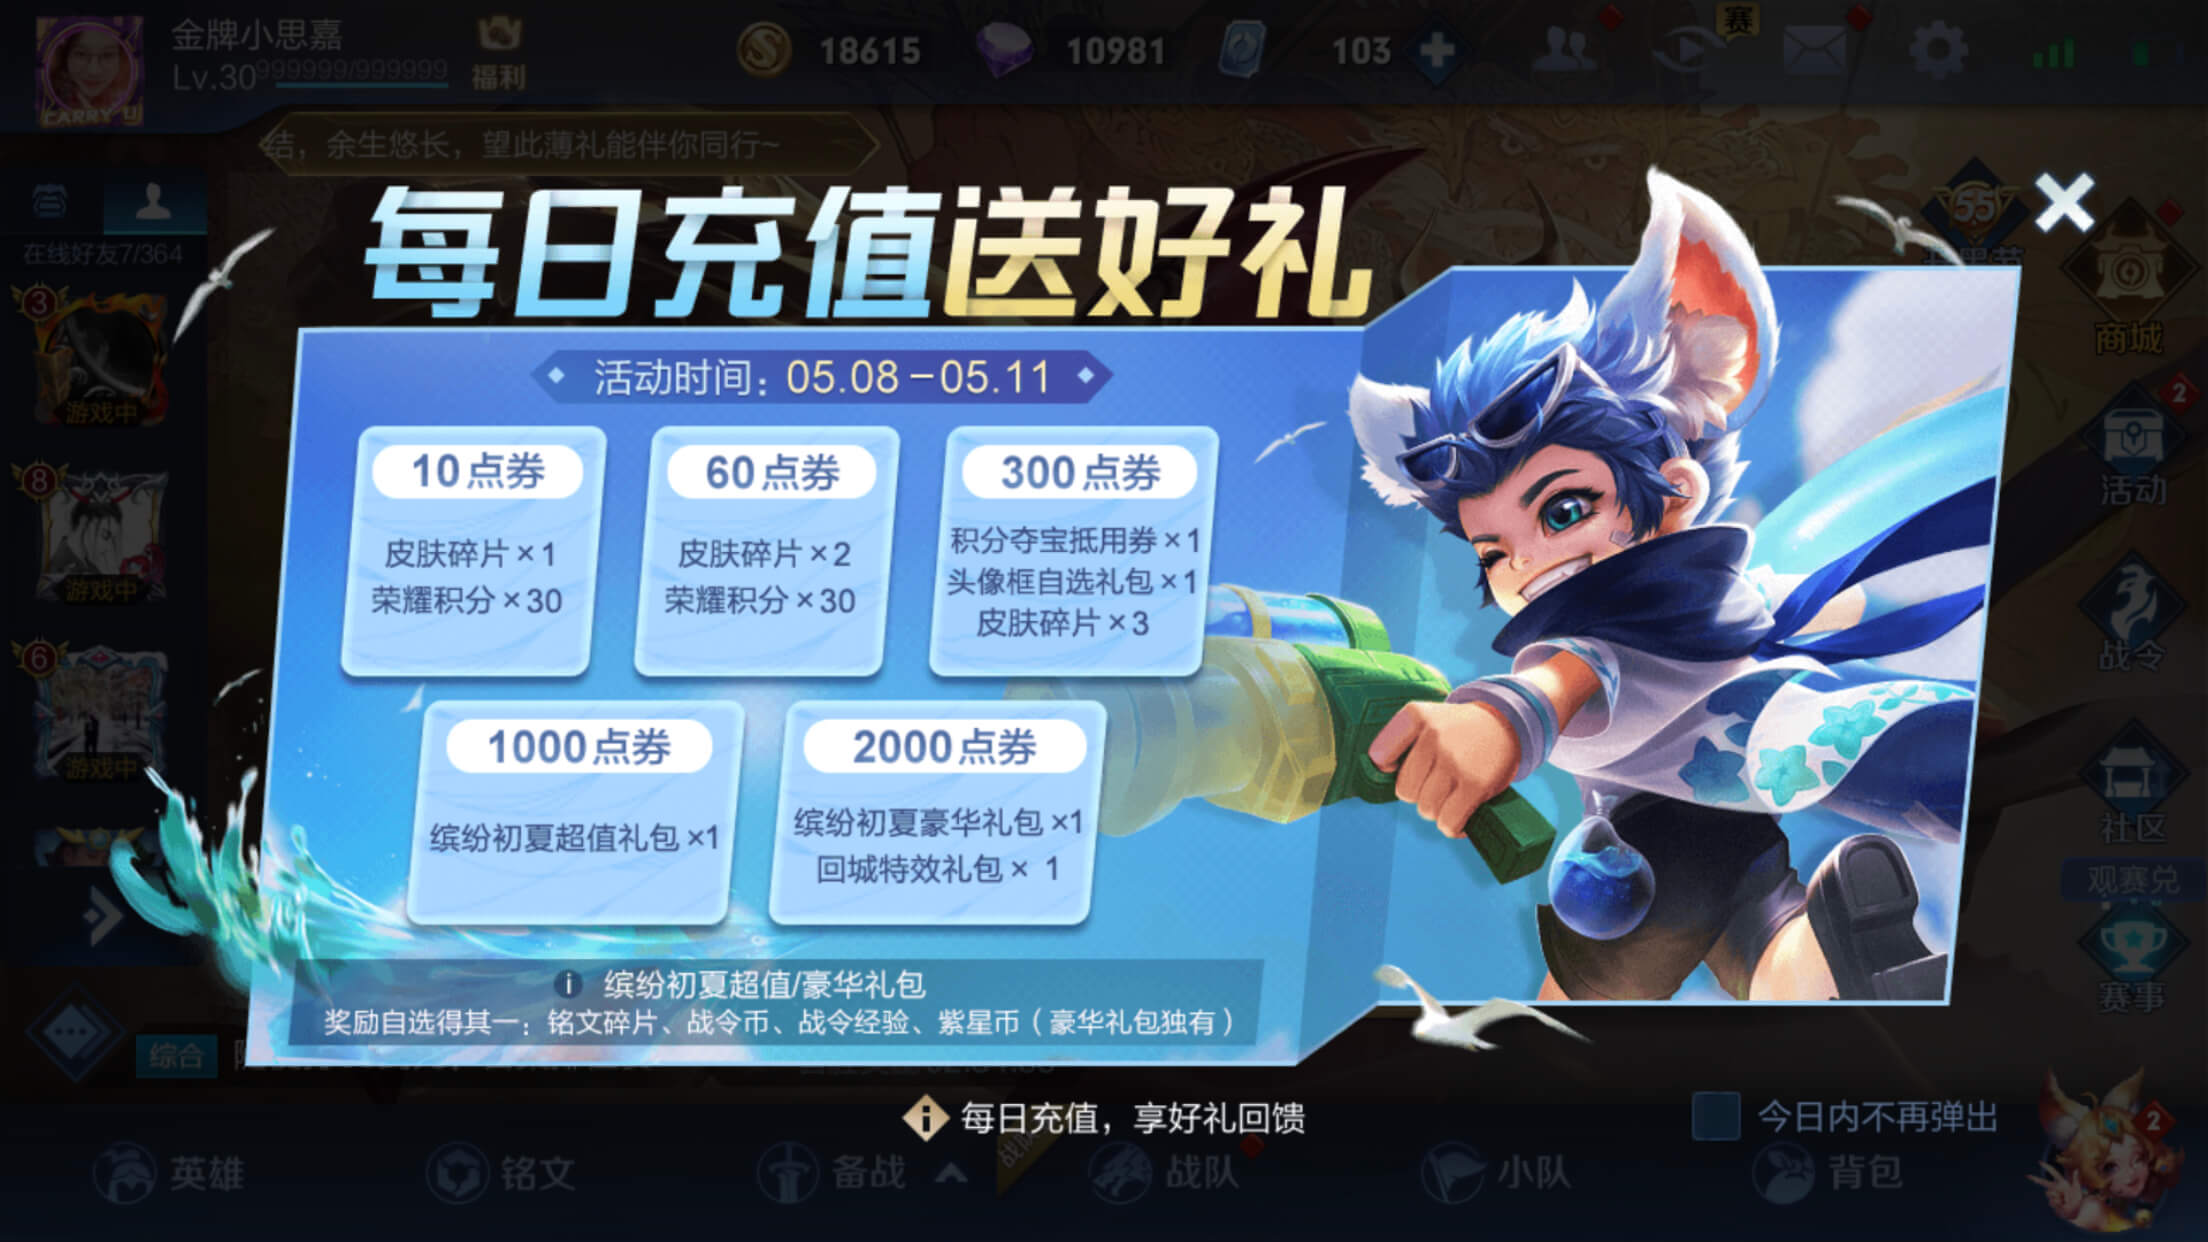 金牌小思嘉
Lv.30 999999/999999
福利
18615
10981
103
赛
CARRY U
结，余生悠长，望此薄礼能伴你同行~
在线好友7/364
3
游戏中
8
游戏中
6
游戏中
每日充值送好礼
活动时间：05.08-05.11
10点券
皮肤碎片×1
荣耀积分×30
60点券
皮肤碎片×2
荣耀积分×30
300点券
积分夺宝抵用券×1
头像框自选礼包×1
皮肤碎片×3
1000点券
缤纷初夏超值礼包×1
2000点券
缤纷初夏豪华礼包×1
回城特效礼包× 1
缤纷初夏超值/豪华礼包
奖励自选得其一：铭文碎片、战令币、战令经验、紫星币（豪华礼包独有）
每日充值，享好礼回馈
今日内不再弹出
55
商城
2
活动
战令
社区
观赛兑
赛事
综合
英雄
铭文
备战
战队
小队
背包
2